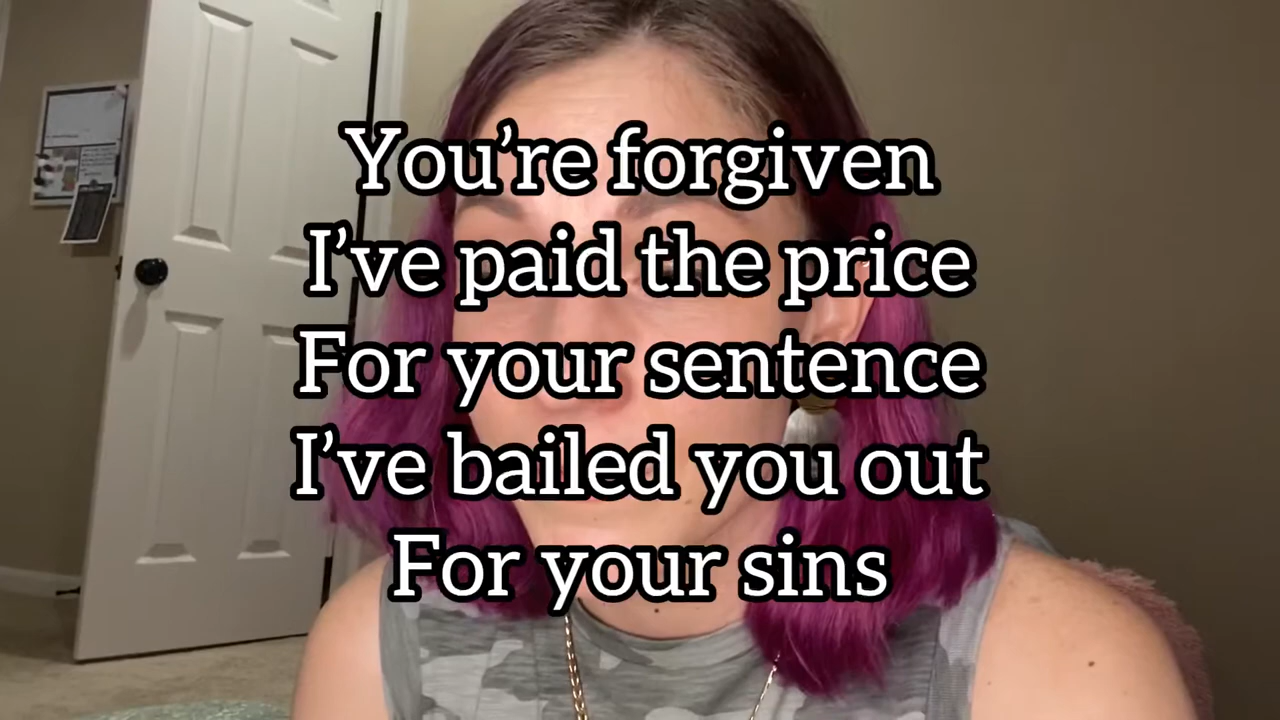 You're forgiven
I've paid the price
For your sentence
I've bailed you out
For your sins